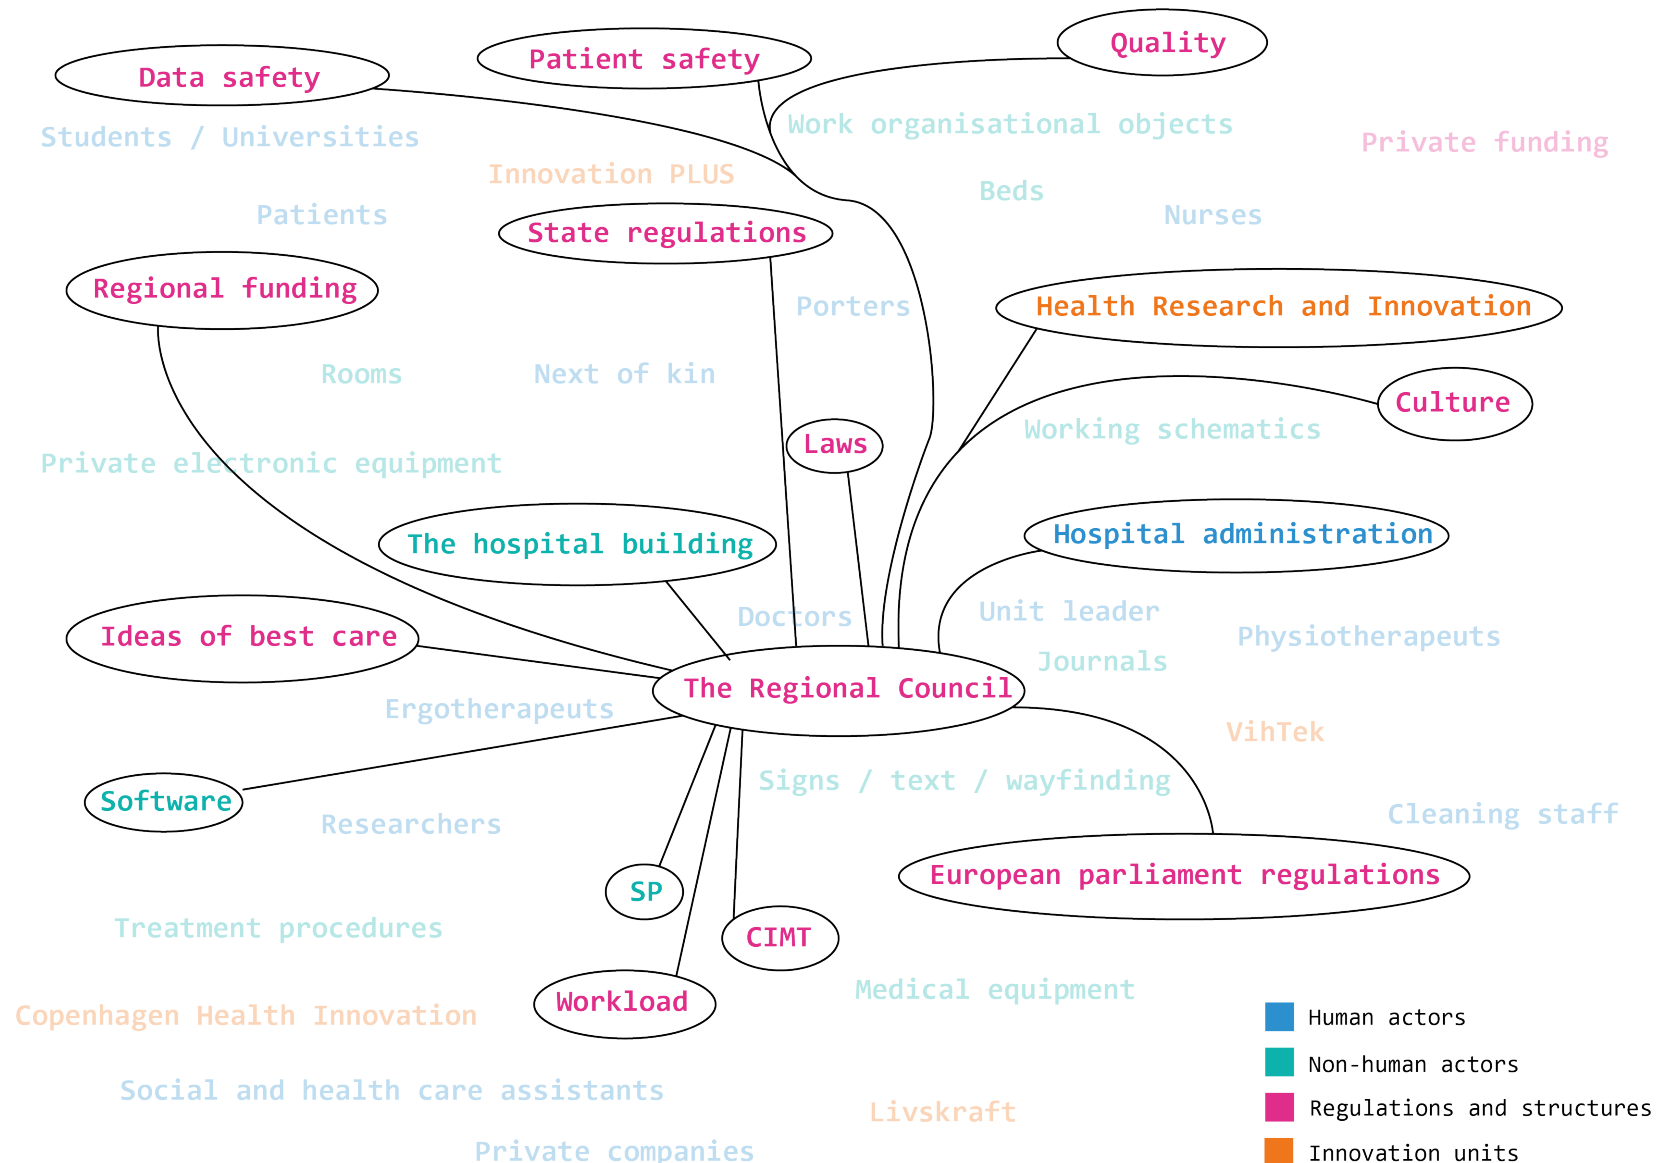 Quality
Patient safety
Data safety
Work organisational objects
Students / Universities
Private funding
Innovation PLUS
Beds
Patients
Nurses
State regulations
Regional funding
Porters
Health Research and Innovation
Rooms
Next of kin
Culture
Working schematics
Laws
Private electronic equipment
The hospital building
Hospital administration
Doctors
Unit leader
Ideas of best care
Physiotherapeuts
Journals
The Regional Council
Ergotherapeuts
VihTek
Signs / text / wayfinding
Software
Cleaning staff
Researchers
European parliament regulations
SP
Treatment procedures
CIMT
Medical equipment
Workload
Copenhagen Health Innovation
Human actors
Non-human actors
Social and health care assistants
Regulations and structures
Livskraft
Private companies
Innovation units